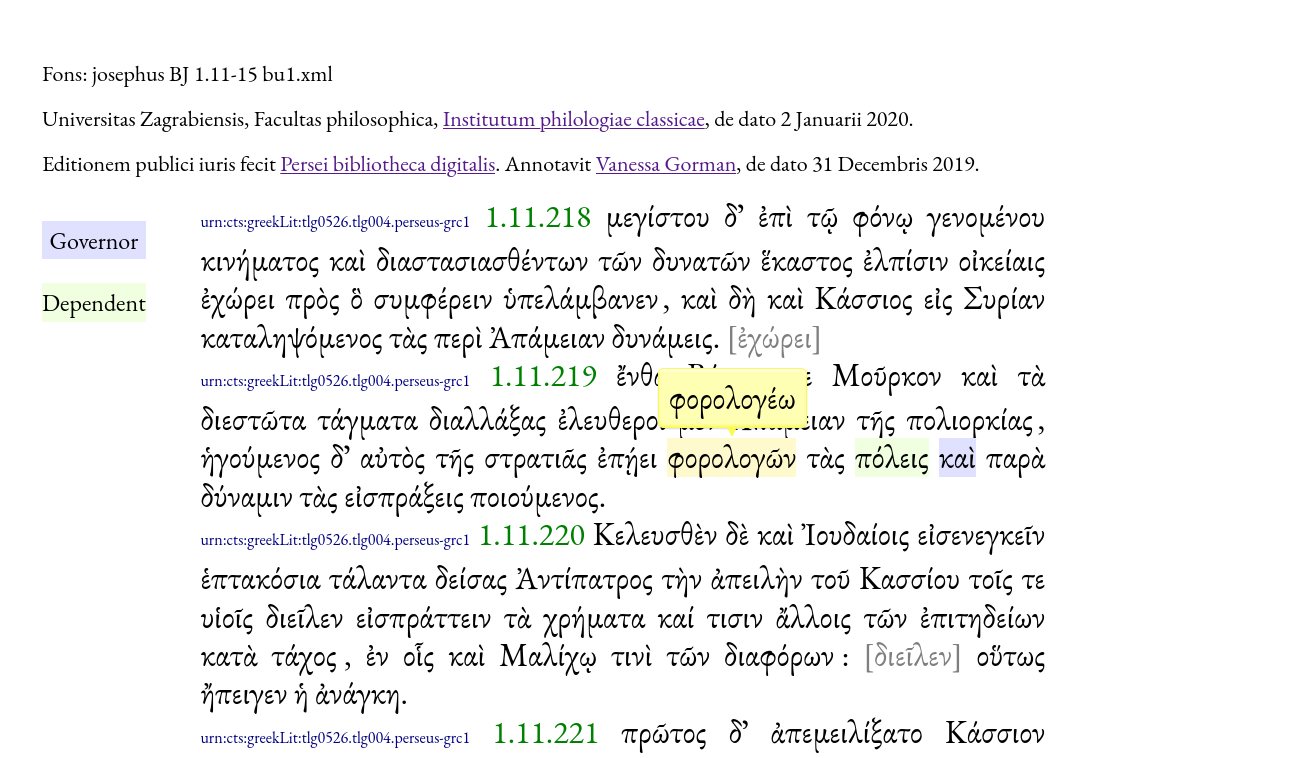 Fons: josephus BJ 1.11-15 bu1.xml
Universitas Zagrabiensis, Facultas philosophica, Institutum philologiae classicae, de dato 2 Januarii 2020.
Editionem publici iuris fecit Persei bibliotheca digitalis. Annotavit Vanessa Gorman, de dato 31 Decembris 2019.
Governor
Dependent
urn:cts:greekLit:tlg0526.tlg004.perseus-grc1 1.11.218 μεγίστου δ’ ἐπὶ τῷ φόνῳ γενομένου
κινήματος καὶ διαστασιασθέντων τῶν δυνατῶν ἕκαστος ἐλπίσιν οἰκείαις
ἐχώρει πρὸς ὃ συμφέρειν ὑπελάμβανεν , καὶ δὴ καὶ Κάσσιος εἰς Συρίαν
καταληψόμενος τὰς περὶ Ἀπάμειαν δυνάμεις. [ἐχώρει]
urn:cts:greekLit:tlg0526.tlg004.perseus-grc1 1.11.219 Μοῦρκον καὶ τὰ
φορολογέω
διεστῶτα τάγματα διαλλάξας τῆς πολιορκίας ,
ἡγούμενος δ’ αὐτὸς τῆς στρατιᾶς ἐπῄει φορολογῶν τὰς πόλεις καὶ παρὰ
δύναμιν τὰς εἰσπράξεις ποιούμενος.
urn:cts:greekLit:tlg0526.tlg004.perseus-grc1 1.11.220 Κελευσθὲν δὲ καὶ Ἰουδαίοις εἰσενεγκεῖν
ἑπτακόσια τάλαντα δείσας Ἀντίπατρος τὴν ἀπειλὴν τοῦ Κασσίου τοῖς τε
υἱοῖς διεῖλεν εἰσπράττειν τὰ χρήματα καί τισιν ἄλλοις τῶν ἐπιτηδείων
κατὰ τάχος , ἐν οἷς καὶ Μαλίχῳ τινὶ τῶν διαφόρων : [διεῖλεν] οὕτως
ἤπειγεν ἡ ἀνάγκη.
urn:cts:greekLit:tlg0526.tlg004.perseus-grc1 1.11.221 πρῶτος δ’ ἀπεμειλίξατο Κάσσιον